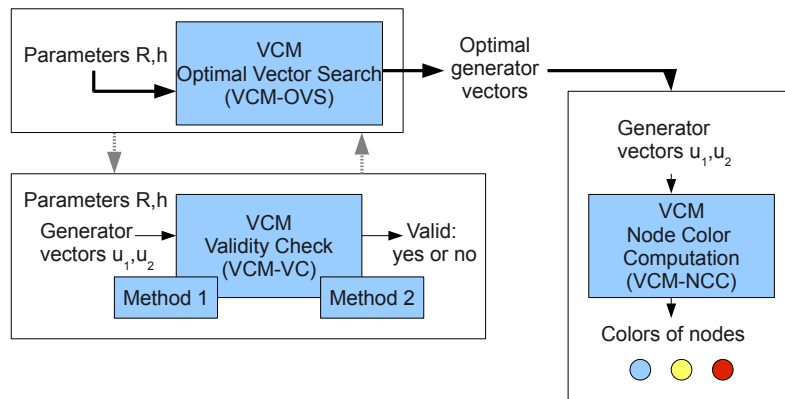 Parameters R,h
VCM
Optimal Vector Search
(VCM-OVS)
Optimal
generator
vectors
Parameters R,h
Generator
vectors u1,u2
VCM
Validity Check
(VCM-VC)
Valid:
yes or no
Method 1
Method 2
Generator
vectors u1,u2
VCM
Node Color
Computation
(VCM-NCC)
Colors of nodes